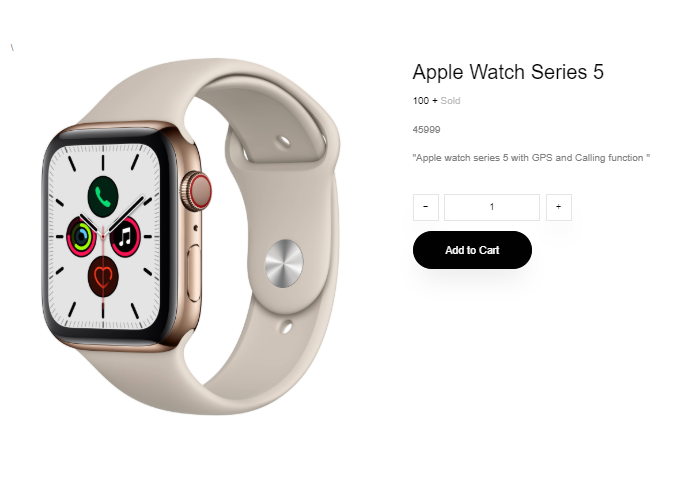 \
Apple Watch Series 5
100 + Sold
45999
"Apple watch series 5 with GPS and Calling function "
- 1 +
Add to Cart